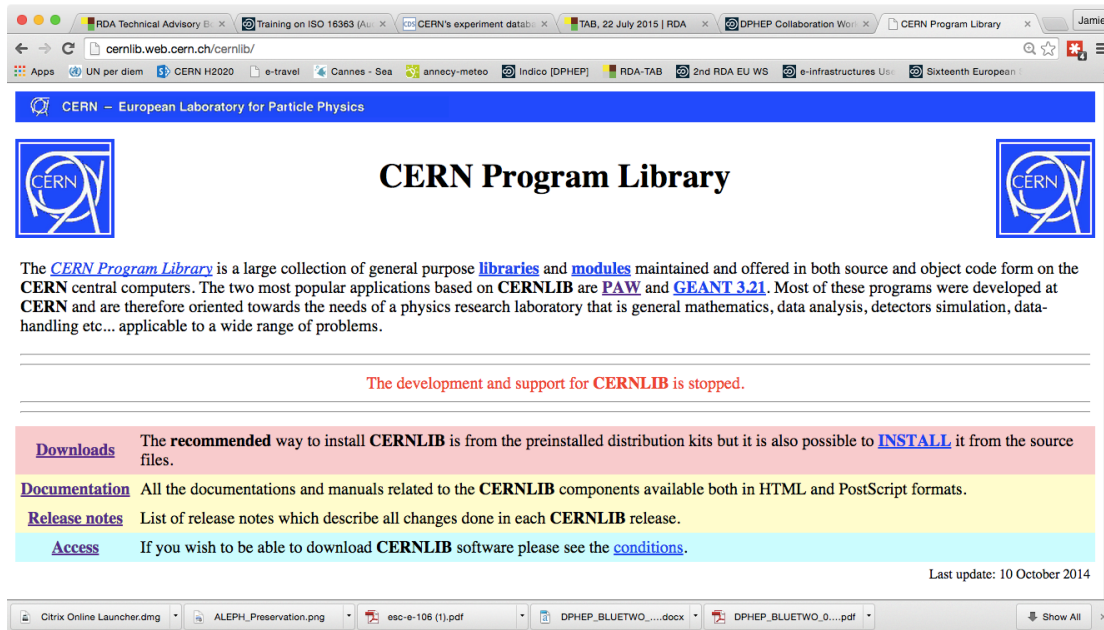 RDA Technical Advisory B
Training on ISO 16363 (Au
CERN's experiment databa
TAB, 22 July 2015 | RDA
DPHEP Collaboration Work
CERN Program Library
Jamie
cernlib.web.cern.ch/cernlib/
Apps
UN per diem
CERN H2020
e-travel
Cannes - Sea
annecy-meteo
Indico [DPHEP]
RDA-TAB
2nd RDA EU WS
e-infrastructures Us
Sixteenth European
CERN – European Laboratory for Particle Physics
CERN
CERN Program Library
CERN
The CERN Program Library is a large collection of general purpose libraries and modules maintained and offered in both source and object code form on the
CERN central computers. The two most popular applications based on CERNLIB are PAW and GEANT 3.21. Most of these programs were developed at
CERN and are therefore oriented towards the needs of a physics research laboratory that is general mathematics, data analysis, detectors simulation, data-
handling etc... applicable to a wide range of problems.
The development and support for CERNLIB is stopped.
Downloads
The recommended way to install CERNLIB is from the preinstalled distribution kits but it is also possible to INSTALL it from the source
files.
Documentation All the documentations and manuals related to the CERNLIB components available both in HTML and PostScript formats.
Release notes List of release notes which describe all changes done in each CERNLIB release.
Access If you wish to be able to download CERNLIB software please see the conditions.
Last update: 10 October 2014
Citrix Online Launcher.dmg
ALEPH_Preservation.png
esc-e-106 (1).pdf
DPHEP_BLUETWO_....docx
DPHEP_BLUETWO_0....pdf
Show All